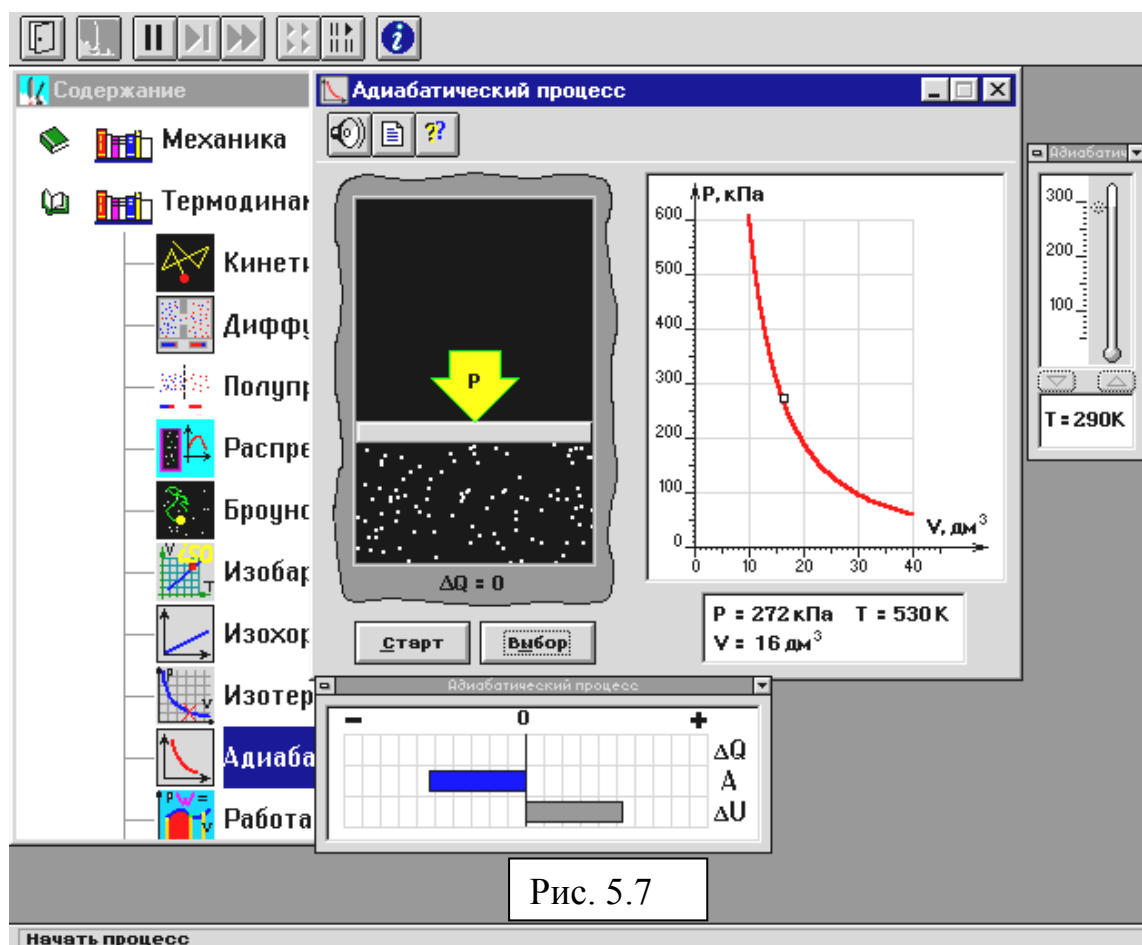 Содержание
Механика
Термодинам
Кинети
Диффу
Полупр
Распре
Броунс
Изобар
Изохор
Изотер
Адиаба
Работа
Адиабатический процесс
P
ΔQ = 0
Старт
Выбор
P, кПа
600
500
400
300
200
100
0
0 10 20 30 40
V, дм³
P = 272 кПа T = 530 K
V = 16 дм³
Адиабатич
300
200
100
T = 290K
Адиабатический процесс
− 0 +
ΔQ
A
ΔU
Рис. 5.7
Начать процесс